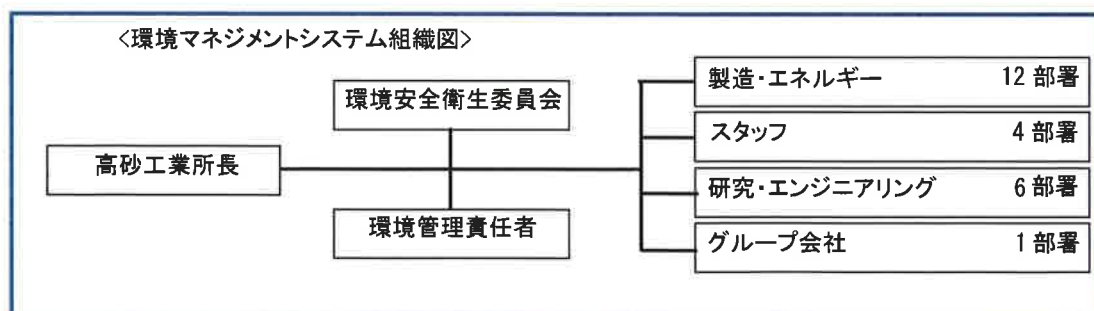 <環境マネジメントシステム組織図>
環境安全衛生委員会
高砂工業所長
環境管理責任者
製造・エネルギー 12 部署
スタッフ 4 部署
研究・エンジニアリング 6 部署
グループ会社 1 部署